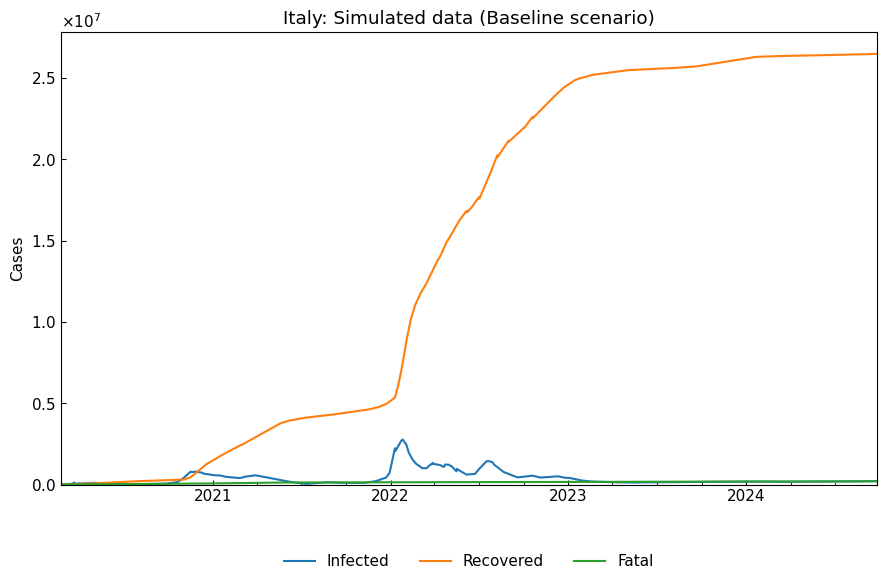 Italy: Simulated data (Baseline scenario)
×10⁷
2.5
2.0
1.5
1.0
0.5
0.0
Cases
2021 2022 2023 2024
Infected Recovered Fatal